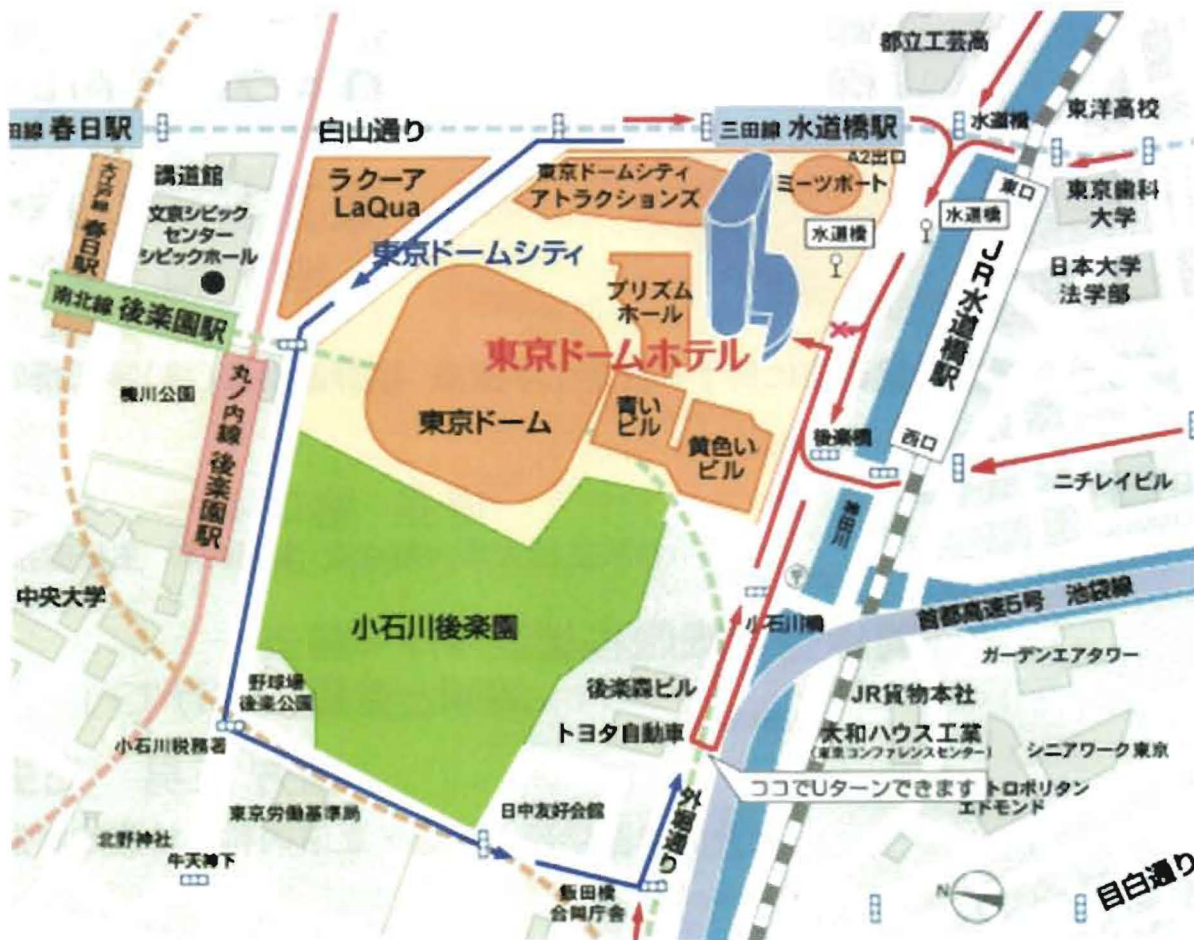 都立工芸高
水道橋
東洋高校
田線 春日駅
白山通り
三田線 水道橋駅
A2出口
講道館
ラクーア
LaQua
東京ドームシティ
アトラクションズ
ミーツポート
東口
東京歯科
大学
水道橋
水道橋
文京シビック
センター
シビックホール
春日駅
東京ドームシティ
JR水道橋駅
日本大学
法学部
南北線 後楽園駅
プリズム
ホール
東京ドームホテル
丸ノ内線 後楽園駅
礫川公園
東京ドーム
青い
ビル
黄色い
ビル
後楽橋
西口
ニチレイビル
神田川
中央大学
小石川後楽園
小石川橋
首都高速5号 池袋線
ガーデンエアタワー
野球場
後楽公園
後楽森ビル
JR貨物本社
トヨタ自動車
大和ハウス工業
(東京コンファレンスセンター)
シニアワーク東京
小石川税務署
ココでUターンできます
トロポリタン
エドモンド
外堀通り
東京労働基準局
日中友好会館
北野神社
牛天神下
飯田橋
合同庁舎
N
目白通り